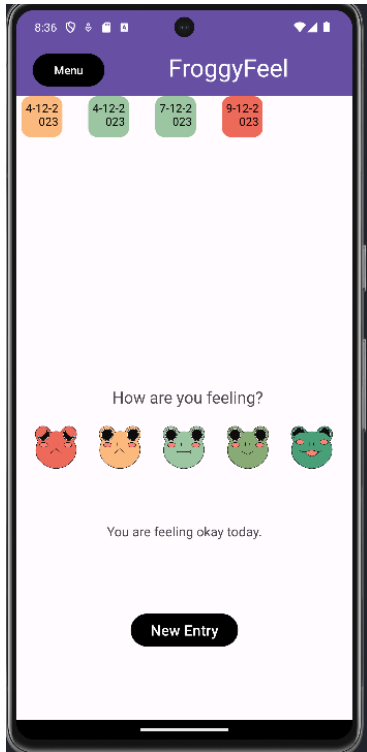 8:36
Menu
FroggyFeel
4-12-2 4-12-2 7-12-2 9-12-2
023 023 023 023
How are you feeling?
You are feeling okay today.
New Entry